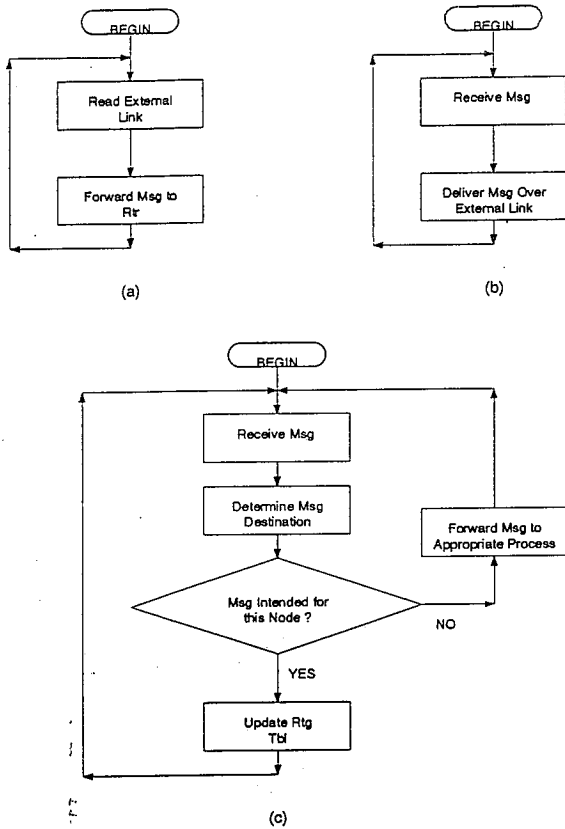 BEGIN
Read External
Link
Forward Msg to
Rtr
(a)
BEGIN
Receive Msg
Deliver Msg Over
External Link
(b)
BEGIN
Receive Msg
Determine Msg
Destination
Forward Msg to
Appropriate Process
Msg Intended for
this Node ?
NO
YES
Update Rtg
Tbl
(c)